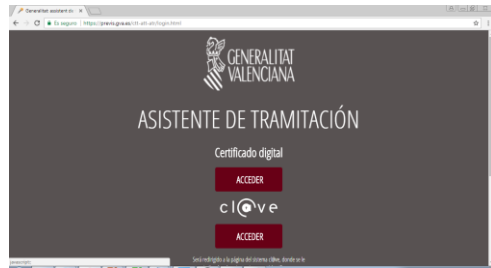 Generalitat asistent de
Es seguro
GENERALITAT
VALENCIANA
ASISTENTE DE TRAMITACIÓN
Certificado digital
ACCEDER
cl@ve
ACCEDER
Será redirigido a la página del sistema cl@ve, donde se le